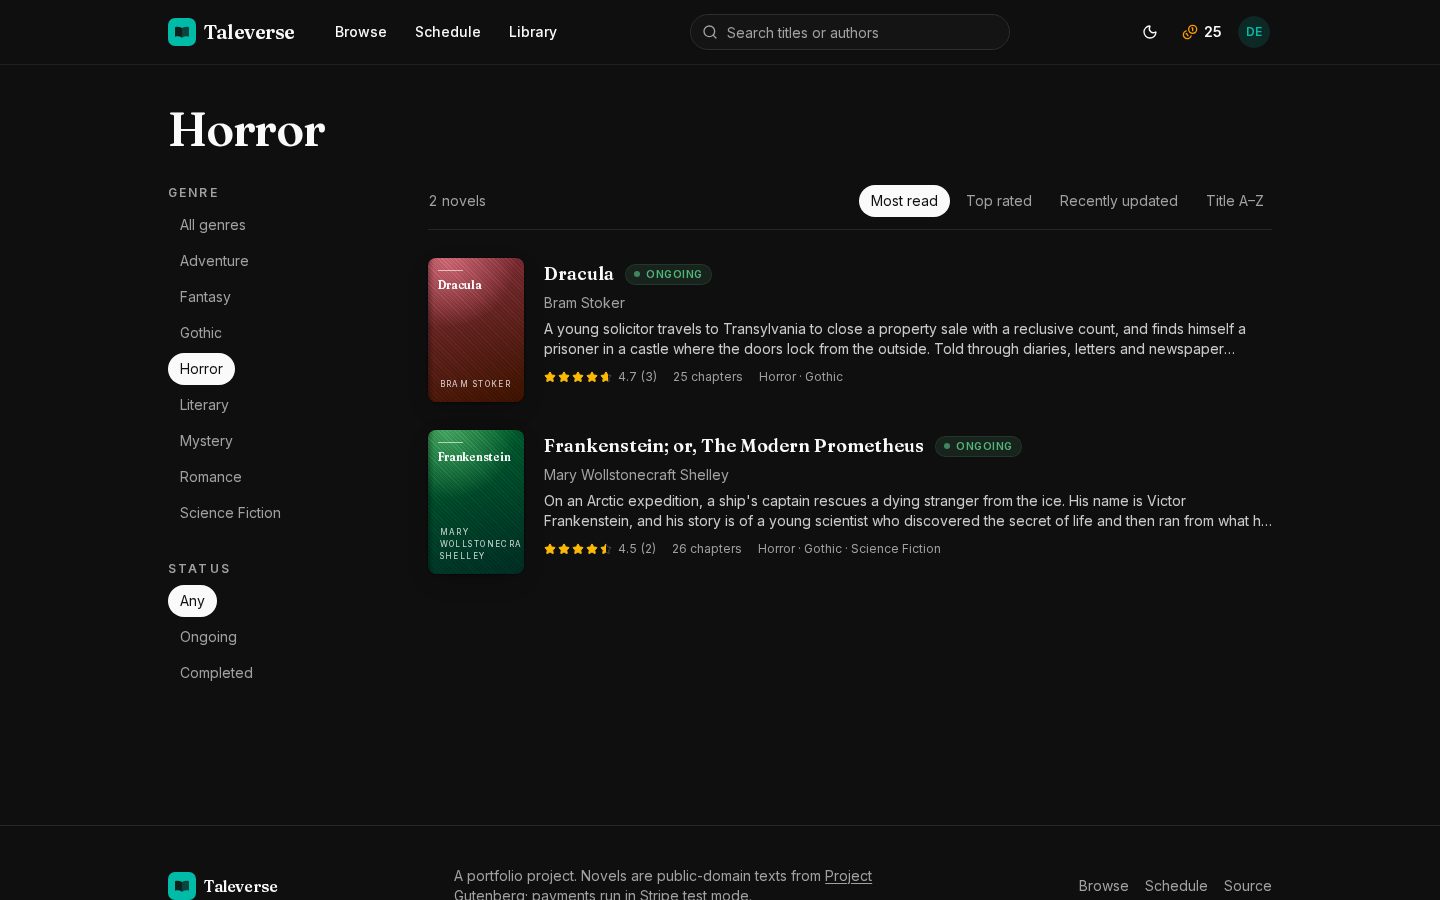 Taleverse
Browse
Schedule
Library
Search titles or authors
25
DE
Horror
GENRE
All genres
Adventure
Fantasy
Gothic
Horror
Literary
Mystery
Romance
Science Fiction
STATUS
Any
Ongoing
Completed
2 novels
Most read
Top rated
Recently updated
Title A–Z
Dracula
BRAM STOKER
Dracula
ONGOING
Bram Stoker
A young solicitor travels to Transylvania to close a property sale with a reclusive count, and finds himself a
prisoner in a castle where the doors lock from the outside. Told through diaries, letters and newspaper…
4.7 (3)
25 chapters
Horror · Gothic
Frankenstein
MARY
WOLLSTONECRA
SHELLEY
Frankenstein; or, The Modern Prometheus
ONGOING
Mary Wollstonecraft Shelley
On an Arctic expedition, a ship's captain rescues a dying stranger from the ice. His name is Victor
Frankenstein, and his story is of a young scientist who discovered the secret of life and then ran from what h…
4.5 (2)
26 chapters
Horror · Gothic · Science Fiction
Taleverse
A portfolio project. Novels are public-domain texts from Project
Gutenberg; payments run in Stripe test mode.
Browse
Schedule
Source